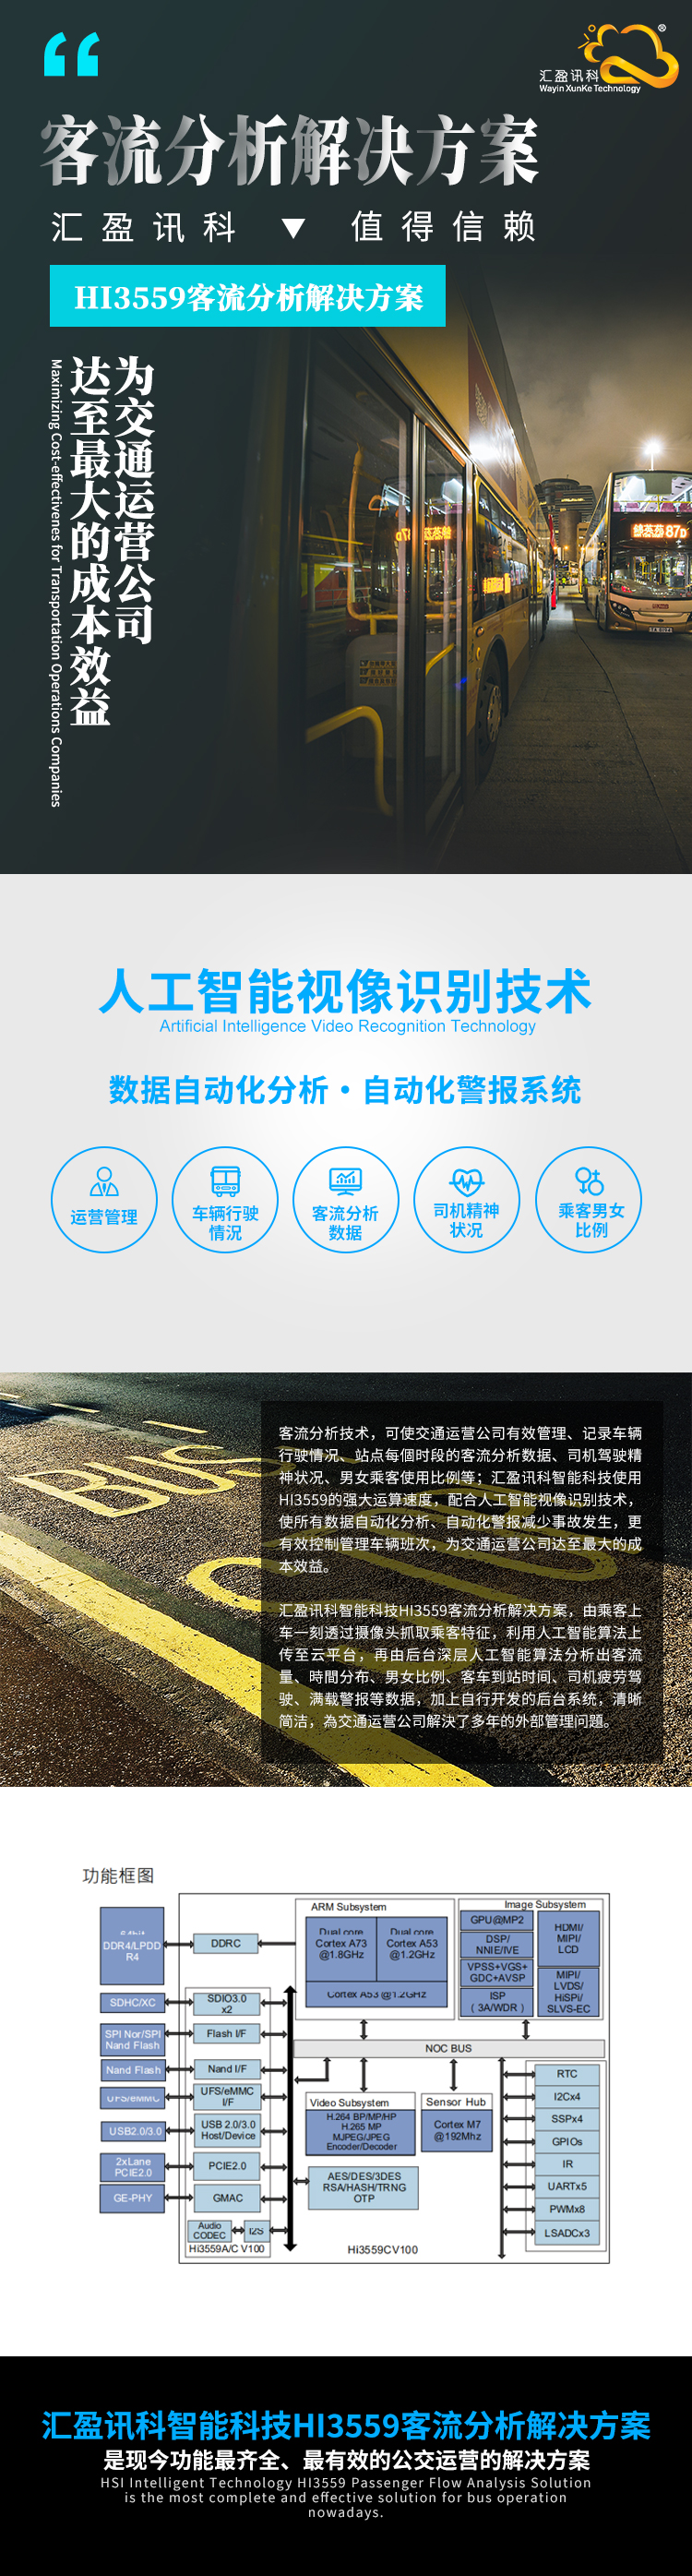 汇盈讯科
Wayin XunKe Technology
®
客流分析解决方案
汇盈讯科 ▼ 值得信赖
HI3559客流分析解决方案
为交通运营公司
达至最大的成本效益
Maximizing Cost-effectivenes for Transportation Operations Companies
87D
人工智能视像识别技术
Artificial Intelligence Video Recognition Technology
数据自动化分析·自动化警报系统
运营管理
车辆行驶
情况
客流分析
数据
司机精神
状况
乘客男女
比例
BUS
客流分析技术，可使交通运营公司有效管理、记录车辆
行驶情况、站点每個时段的客流分析数据、司机驾驶精
神状况、男女乘客使用比例等；汇盈讯科智能科技使用
HI3559的强大运算速度，配合人工智能视像识别技术，
使所有数据自动化分析、自动化警报减少事故发生，更
有效控制管理车辆班次，为交通运营公司达至最大的成
本效益。
汇盈讯科智能科技HI3559客流分析解决方案，由乘客上
车一刻透过摄像头抓取乘客特征，利用人工智能算法上
传至云平台，再由后台深层人工智能算法分析出客流
量、時間分布、男女比例、客车到站时间、司机疲劳驾
驶、满载警报等数据，加上自行开发的后台系统，清晰
简洁，為交通运营公司解決了多年的外部管理问題。
功能框图
DDR4/LPDD
R4
SDHC/XC
SPI Nor/SPI
Nand Flash
Nand Flash
UFS/eMMC
USB2.0/3.0
2xLane
PCIE2.0
GE-PHY
DDRC
SDIO3.0
x2
Flash I/F
Nand I/F
UFS/eMMC
I/F
USB 2.0/3.0
Host/Device
PCIE2.0
GMAC
Audio
CODEC
I2S
Hi3559A/C V100
ARM Subsystem
Dual core
Cortex A73
@1.8GHz
Dual core
Cortex A53
@1.2GHz
Cortex A53 @1.2GHz
Image Subsystem
GPU@MP2
DSP/
NNIE/IVE
VPSS+VGS+
GDC+AVSP
ISP
（3A/WDR）
HDMI/
MIPI/
LCD
MIPI/
LVDS/
HiSPi/
SLVS-EC
NOC BUS
Video Subsystem
H.264 BP/MP/HP
H.265 MP
MJPEG/JPEG
Encoder/Decoder
Sensor Hub
Cortex M7
@192Mhz
AES/DES/3DES
RSA/HASH/TRNG
OTP
RTC
I2Cx4
SSPx4
GPIOs
IR
UARTx5
PWMx8
LSADCx3
Hi3559CV100
汇盈讯科智能科技HI3559客流分析解决方案
是现今功能最齐全、最有效的公交运营的解决方案
HSI Intelligent Technology HI3559 Passenger Flow Analysis Solution
is the most complete and effective solution for bus operation
nowadays.